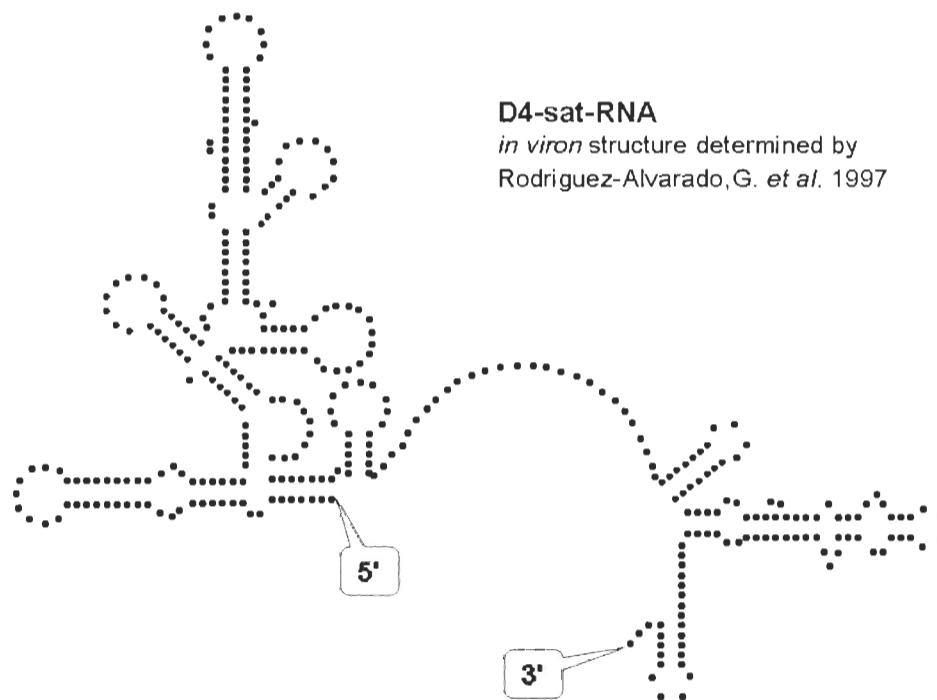 D4-sat-RNA
in viron structure determined by
Rodriguez-Alvarado, G. et al. 1997
5'
3'